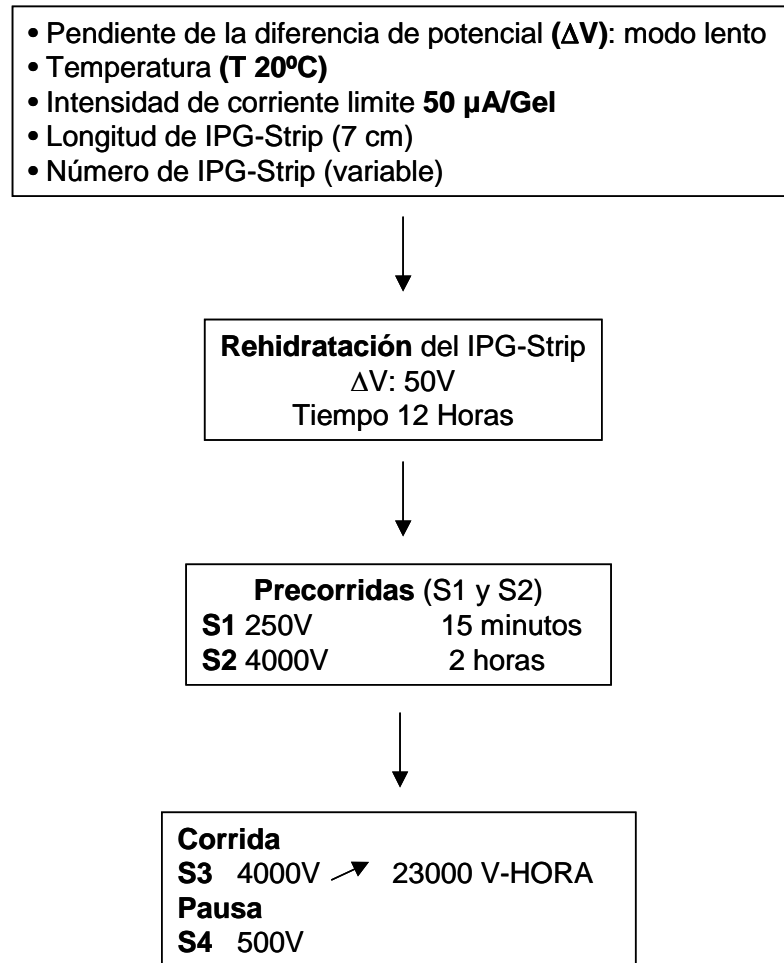 • Pendiente de la diferencia de potencial (ΔV): modo lento
• Temperatura (T 20ºC)
• Intensidad de corriente limite 50 µA/Gel
• Longitud de IPG-Strip (7 cm)
• Número de IPG-Strip (variable)
Rehidratación del IPG-Strip
ΔV: 50V
Tiempo 12 Horas
Precorridas (S1 y S2)
S1 250V 15 minutos
S2 4000V 2 horas
Corrida
S3 4000V 23000 V-HORA
Pausa
S4 500V